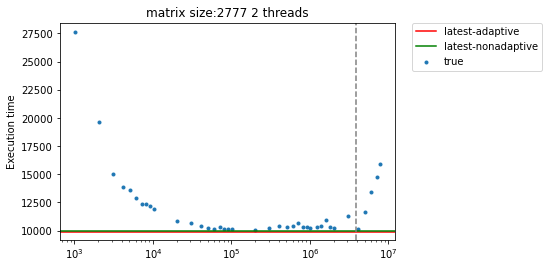 matrix size:2777 2 threads
latest-adaptive
latest-nonadaptive
true
Execution time
27500
25000
22500
20000
17500
15000
12500
10000
10³ 10⁴ 10⁵ 10⁶ 10⁷